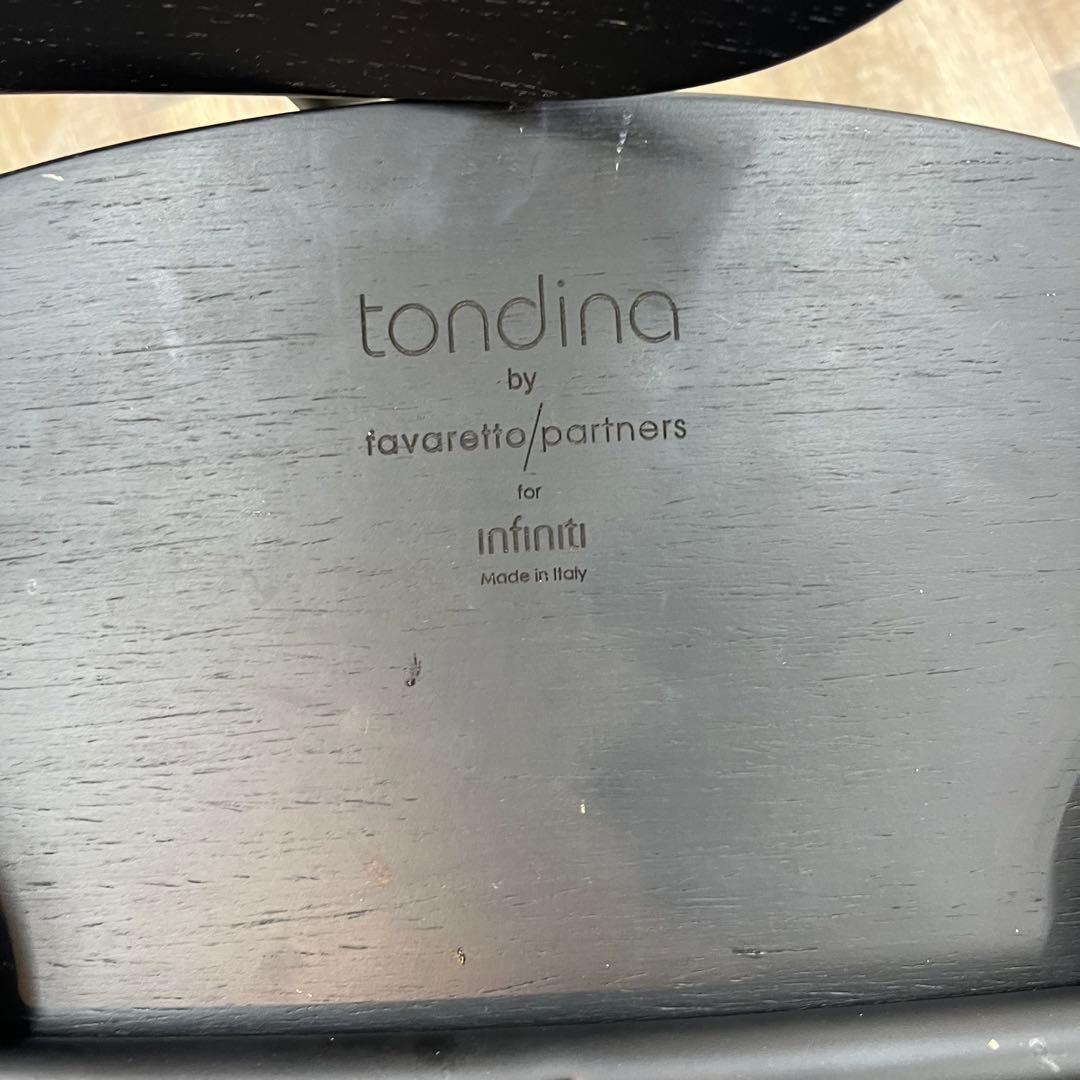 tondina
by
favaretto/partners
for
infiniti
Made in Italy